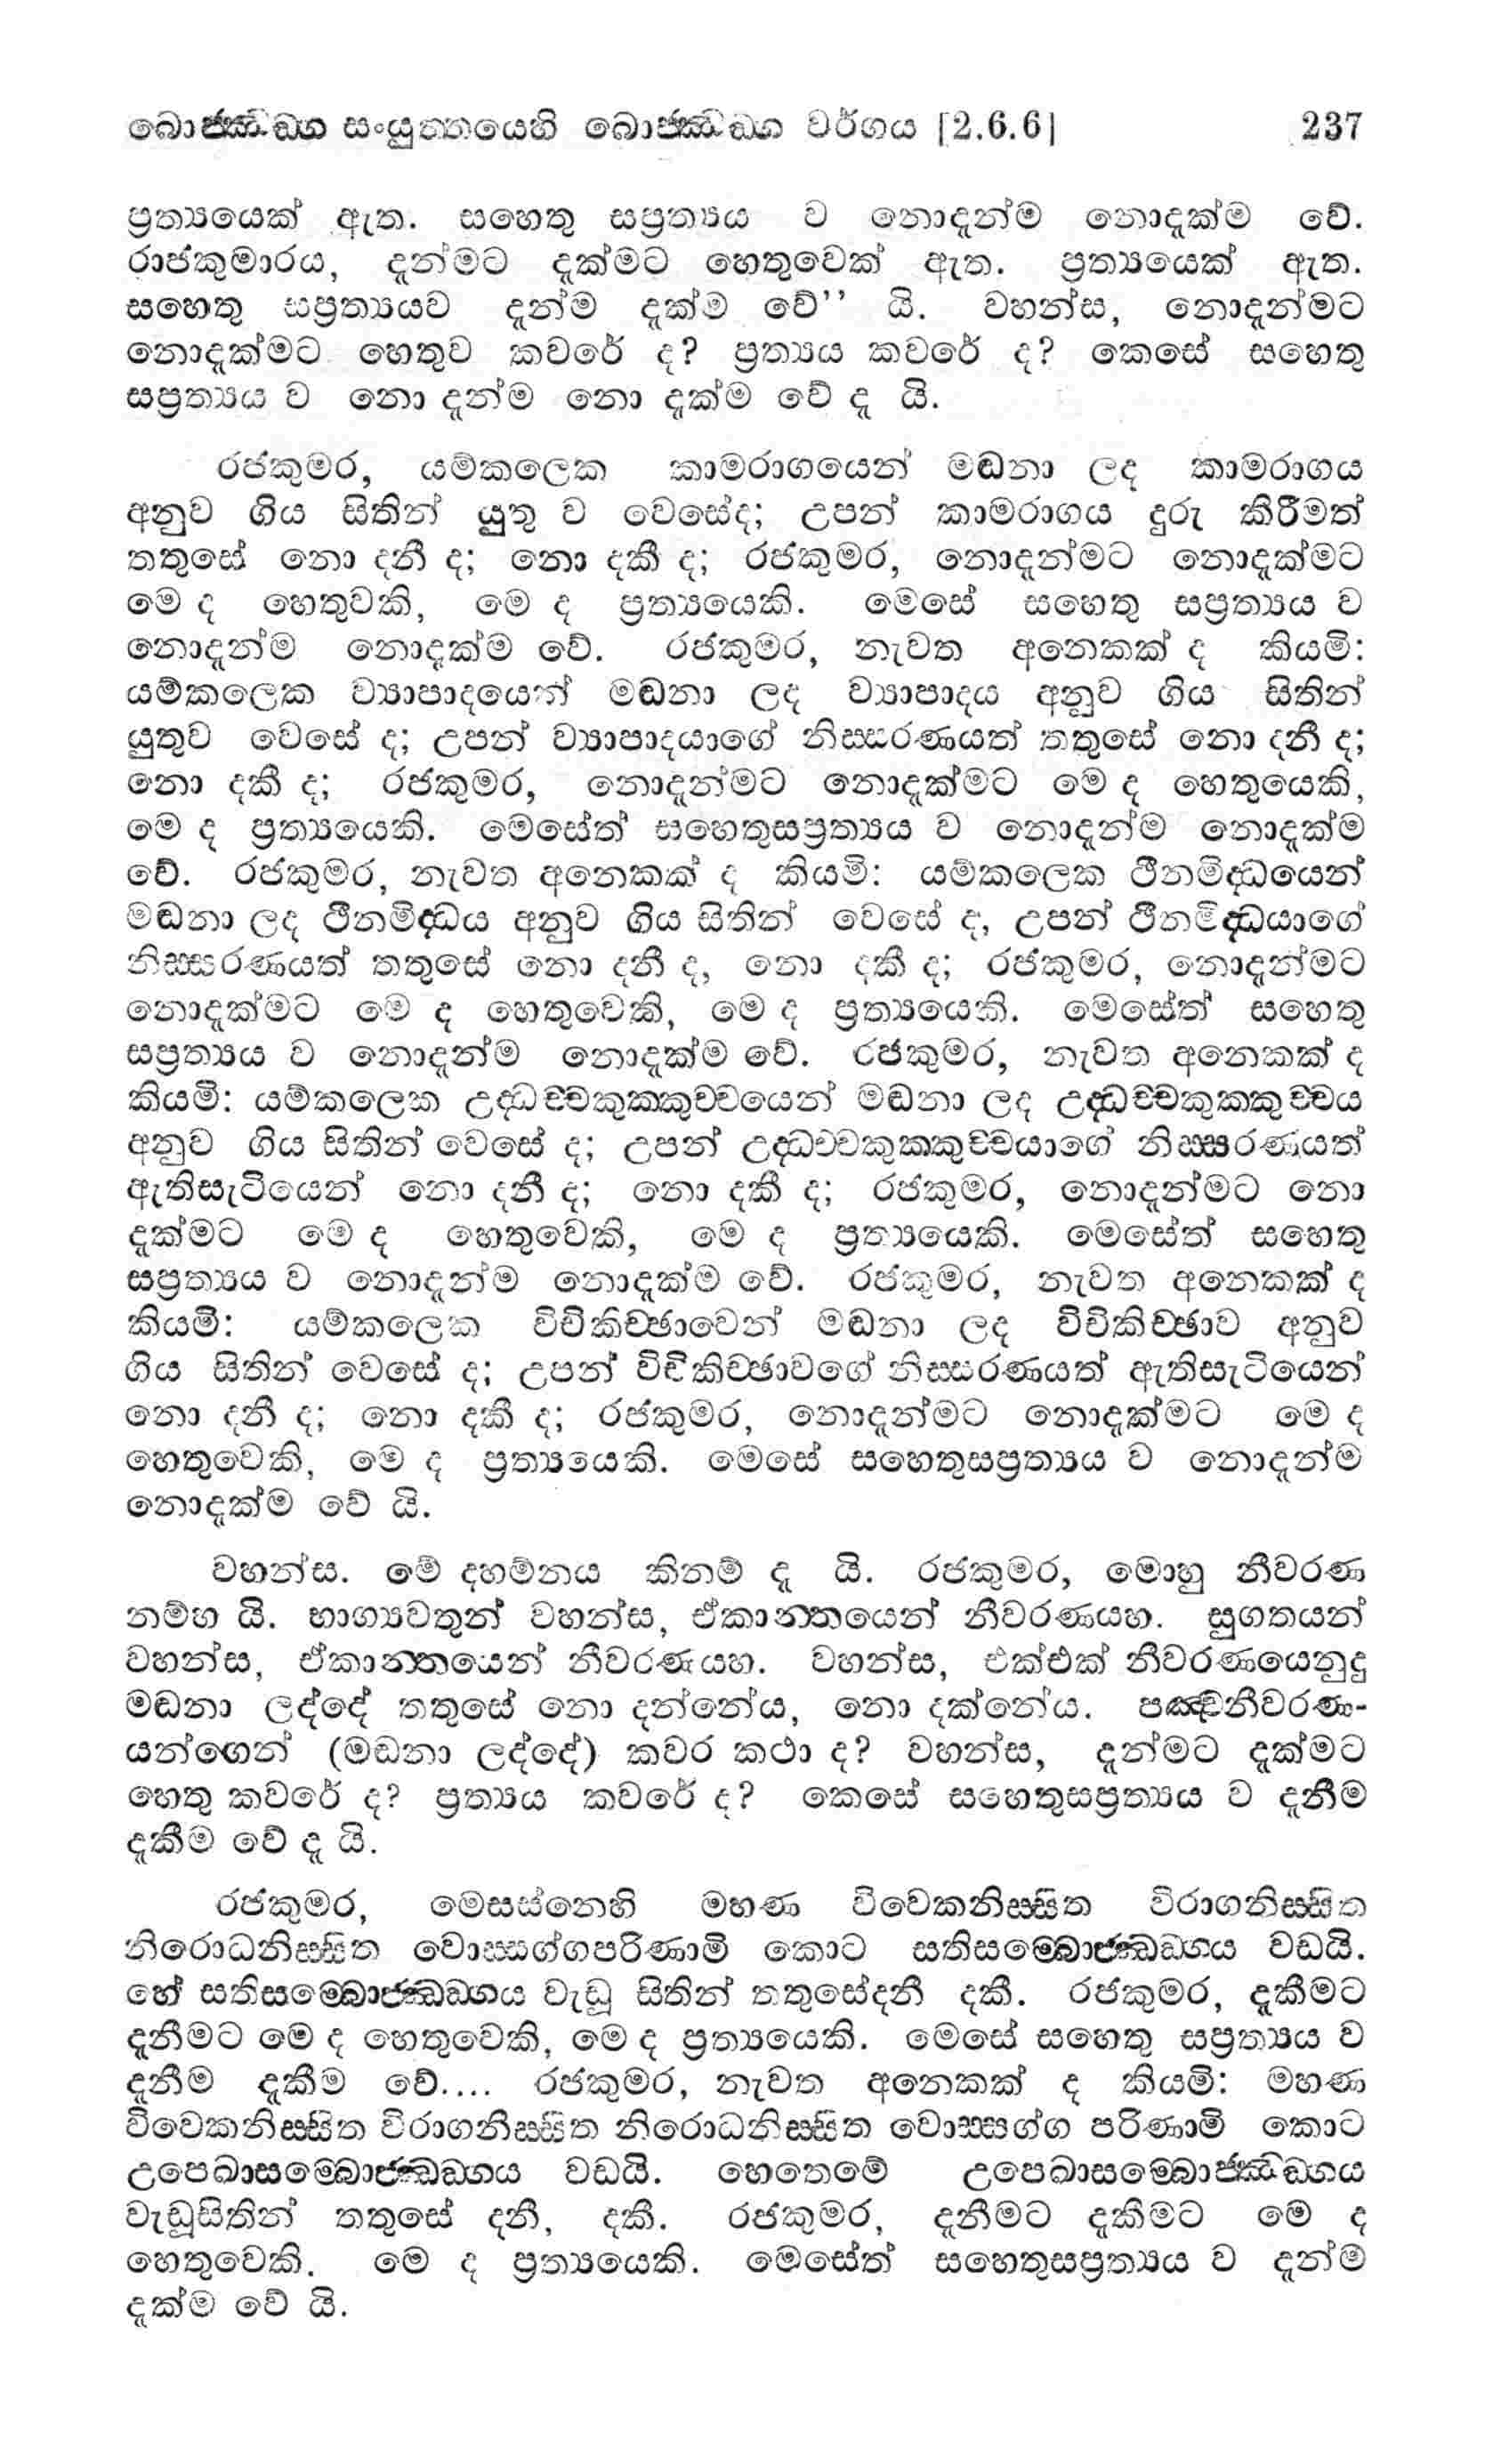 බොජ්ඣඞ්ග සංයුත්තයෙහි බොජ්ඣඞ්ග වර්ගය [2.6.6] 237
ප්‍රත්‍යයෙක් ඇත. සහෙතු සප්‍රත්‍යය ව නොදැන්ම නොදැක්ම වේ.
රාජකුමාරය, දැන්මට දැක්මට හෙතුවෙක් ඇත. ප්‍රත්‍යයෙක් ඇත.
සහෙතු සප්‍රත්‍යයව දැන්ම දැක්ම වේ’’ යි. වහන්ස, නොදැන්මට
නොදැක්මට හෙතුව කවරේ ද? ප්‍රත්‍යය කවරේ ද? කෙසේ සහෙතු
සප්‍රත්‍යය ව නො දැන්ම නො දැක්ම වේ දැ යි.
රජකුමර, යම්කලෙක කාමරාගයෙන් මඬනා ලද කාමරාගය
අනුව ගිය සිතින් යුතු ව වෙසේද; උපන් කාමරාගය දුරු කිරීමත්
තතුසේ නො දනී ද; නො දකී ද; රජකුමර, නොදැන්මට නොදැක්මට
මෙ ද හෙතුවකි, මෙ ද ප්‍රත්‍යයෙකි. මෙසේ සහෙතු සප්‍රත්‍යය ව
නොදැන්ම නොදැක්ම වේ. රජකුමර, නැවත අනෙකක් ද කියමි:
යම්කලෙක ව්‍යාපාදයෙන් මඬනා ලද ව්‍යාපාදය අනුව ගිය සිතින්
යුතුව වෙසේ ද; උපන් ව්‍යාපාදයාගේ නිස්සරණයත් තතුසේ නො දනී ද;
නො දකී ද; රජකුමර, නොදැන්මට නොදැක්මට මෙ ද හෙතුයෙකි,
මෙ ද ප්‍රත්‍යයෙකි. මෙසේත් සහෙතුසප්‍රත්‍යය ව නොදැන්ම නොදැක්ම
වේ. රජකුමර, නැවත අනෙකක් ද කියමි: යම්කලෙක ථීනමිද්ධයෙන්
මඬනා ලද ථීනමිද්ධය අනුව ගිය සිතින් වෙසේ ද, උපන් ථීනමිද්ධයාගේ
නිස්සරණයත් තතුසේ නො දනී ද, නො දකී ද; රජකුමර, නොදැන්මට
නොදැක්මට මෙ ද හෙතුවෙකි, මෙ ද ප්‍රත්‍යයෙකි. මෙසේත් සහෙතු
සප්‍රත්‍යය ව නොදැන්ම නොදැක්ම වේ. රජකුමර, නැවත අනෙකක් ද
කියමි: යම්කලෙක උද්ධච්චකුක්කුච්චයෙන් මඬනා ලද උද්ධච්චකුක්කුච්චය
අනුව ගිය සිතින් වෙසේ ද; උපන් උද්ධච්චකුක්කුච්චයාගේ නිස්සරණයත්
ඇතිසැටියෙන් නො දනී ද; නො දකී ද; රජකුමර, නොදැන්මට නො
දැක්මට මෙ ද හෙතුවෙකි, මෙ ද ප්‍රත්‍යයෙකි. මෙසේත් සහෙතු
සප්‍රත්‍යය ව නොදැන්ම නොදැක්ම වේ. රජකුමර, නැවත අනෙකක් ද
කියමි: යම්කලෙක විචිකිච්ඡාවෙන් මඬනා ලද විචිකිච්ඡාව අනුව
ගිය සිතින් වෙසේ ද; උපන් විචිකිච්ඡාවගේ නිස්සරණයත් ඇතිසැටියෙන්
නො දනී ද; නො දකී ද; රජකුමර, නොදැන්මට නොදැක්මට මෙ ද
හෙතුවෙකි, මෙ ද ප්‍රත්‍යයෙකි. මෙසේ සහෙතුසප්‍රත්‍යය ව නොදැන්ම
නොදැක්ම වේ යි.
වහන්ස. මේ දහම්නය කිනම් දැ යි. රජකුමර, මොහු නීවරණ
නම්හ යි. භාග්‍යවතුන් වහන්ස, ඒකාන්තයෙන් නීවරණයහ. සුගතයන්
වහන්ස, ඒකාන්තයෙන් නීවරණයහ. වහන්ස, එක්එක් නීවරණයෙනුදු
මඬනා ලද්දේ තතුසේ නො දන්නේය, නො දක්නේය. පඤ්චනීවරණ-
යන්ගෙන් (මඬනා ලද්දේ) කවර කථා ද? වහන්ස, දැන්මට දැක්මට
හෙතු කවරේ ද? ප්‍රත්‍යය කවරේ ද? කෙසේ සහෙතුසප්‍රත්‍යය ව දැනීම
දැකීම වේ දැ යි.
රජකුමර, මෙසස්නෙහි මහණ විවෙකනිස්සිත විරාගනිස්සිත
නිරොධනිස්සිත වොස්සග්ගපරිණාමී කොට සතිසම්බොජ්ඣඞ්ගය වඩයි.
හේ සතිසම්බොජ්ඣඞ්ගය වැඩූ සිතින් තතුසේදනී දකී. රජකුමර, දැකීමට
දැනීමට මෙ ද හෙතුවෙකි, මෙ ද ප්‍රත්‍යයෙකි. මෙසේ සහෙතු සප්‍රත්‍යය ව
දැනීම දැකීම වේ.... රජකුමර, නැවත අනෙකක් ද කියමි: මහණ
විවෙකනිස්සිත විරාගනිස්සිත නිරොධනිස්සිත වොස්සග්ග පරිණාමී කොට
උපෙඛාසම්බොජ්ඣඞ්ගය වඩයි. හෙතෙමේ උපෙඛාසම්බොජ්ඣඞ්ගය
වැඩූසිතින් තතුසේ දනී, දකී. රජකුමර, දැනීමට දැකීමට මෙ ද
හෙතුවෙකි. මෙ ද ප්‍රත්‍යයෙකි. මෙසේත් සහෙතුසප්‍රත්‍යය ව දැන්ම
දැක්ම වේ යි.